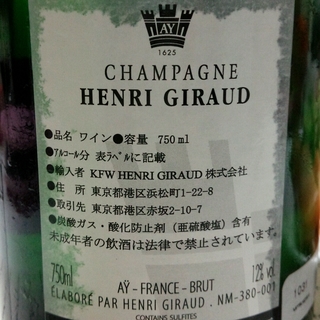 AY
1625
CHAMPAGNE
HENRI GIRAUD
●品名 ワイン●容量 750ml
●アルコール分 表ラベルに記載
●輸入者 KFW HENRI GIRAUD 株式会社
●住 所 東京都港区浜松町1-22-8
●取引先 東京都港区赤坂2-10-7
●炭酸ガス・酸化防止剤（亜硫酸塩）含有
未成年者の飲酒は法律で禁止されています。
750ml
12% vol.
AŸ - FRANCE - BRUT
ÉLABORÉ PAR HENRI GIRAUD . NM-380-001
CONTAINS SULFITES
1031